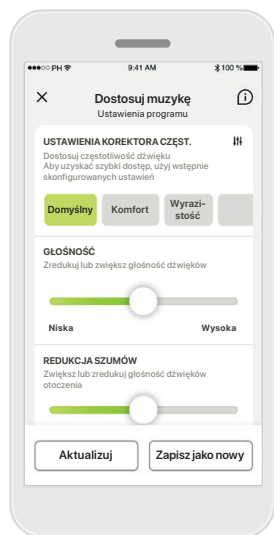 PH 9:41 AM 100 %
Dostosuj muzykę
Ustawienia programu
USTAWIENIA KOREKTORA CZĘST.
Dostosuj częstotliwość dźwięku
Aby uzyskać szybki dostęp, użyj wstępnie
skonfigurowanych ustawień
Domyślny Komfort Wyrazi-
stość
GŁOŚNOŚĆ
Zredukuj lub zwiększ głośność dźwięków
Niska Wysoka
REDUKCJA SZUMÓW
Zwiększ lub zredukuj głośność dźwięków
otoczenia
Aktualizuj Zapisz jako nowy